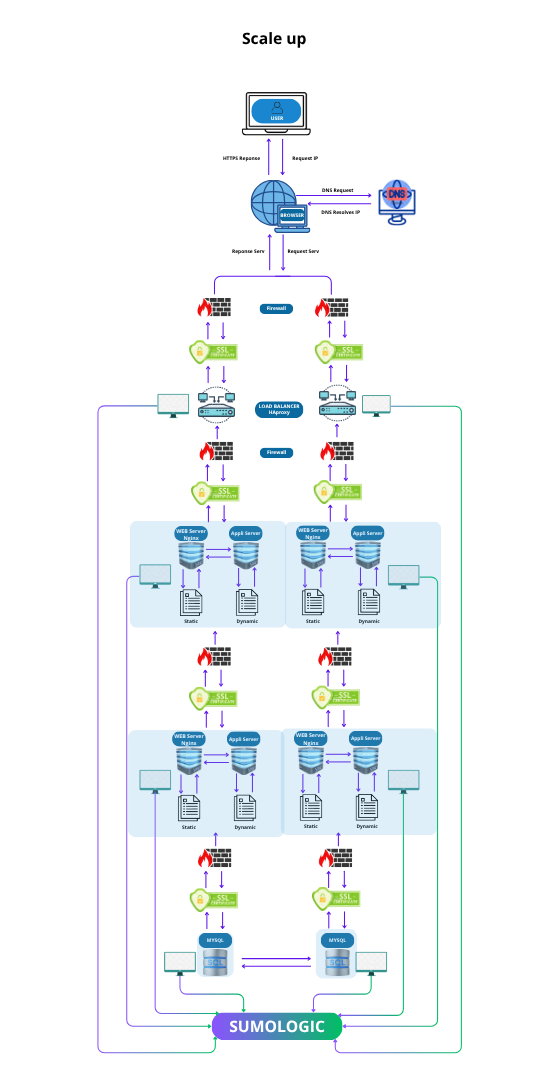 Scale up
USER
HTTPS Reponse
Request IP
DNS Request
DNS
BROWSER
DNS Resolves IP
Reponse Serv
Request Serv
Firewall
SSL
CERTIFICATE
SSL
CERTIFICATE
LOAD BALANCER
HAproxy
Firewall
SSL
CERTIFICATE
SSL
CERTIFICATE
WEB Server
Nginx
Appli Server
WEB Server
Nginx
Appli Server
Static
Dynamic
Static
Dynamic
SSL
CERTIFICATE
SSL
CERTIFICATE
WEB Server
Nginx
Appli Server
WEB Server
Nginx
Appli Server
Static
Dynamic
Static
Dynamic
SSL
CERTIFICATE
SSL
CERTIFICATE
MYSQL
MYSQL
SQL
SQL
SUMOLOGIC